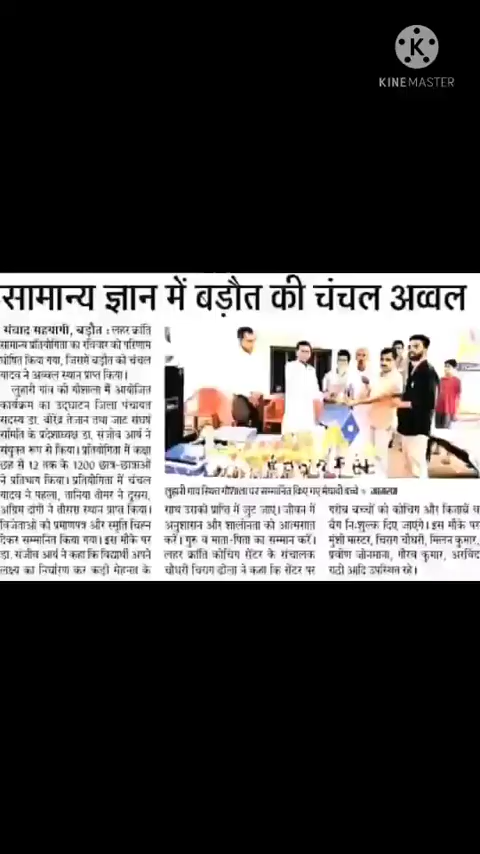 K
KINEMASTER
सामान्य ज्ञान में बड़ौत की चंचल अव्वल
संवाद सहयोगी, बड़ौत : लहर क्रांति
सामान्य प्रतियोगिता का रविवार को परिणाम
घोषित किया गया, जिसमें बड़ौत की चंचल
यादव ने अव्वल स्थान प्राप्त किया।
लुहारी गांव की गौशाला में आयोजित
कार्यक्रम का उद्घाटन जिला पंचायत
सदस्य डा. वीरेंद्र तेजान तथा जाट संघर्ष
समिति के प्रदेशाध्यक्ष डा. संजीव आर्य ने
संयुक्त रूप से किया। प्रतियोगिता में कक्षा
छह से 12 तक के 1200 छात्र-छात्राओं
ने प्रतिभाग किया। प्रतियोगिता में चंचल
यादव ने पहला, तानिया तोमर ने दूसरा,
अग्रिम दांगी ने तीसरा स्थान प्राप्त किया।
विजेताओं को प्रमाणपत्र और स्मृति चिन्ह
देकर सम्मानित किया गया। इस मौके पर
डा. संजीव आर्य ने कहा कि विद्यार्थी अपने
लक्ष्य का निर्धारण कर कड़ी मेहनत के
लुहारी गांव स्थित गौशाला पर सम्मानित किए गए मेधावी बच्चे ० जागरण
साथ उसकी प्राप्ति में जुट जाए। जीवन में
अनुशासन और शालीनता को आत्मसात
करें। गुरु व माता-पिता का सम्मान करें।
लहर क्रांति कोचिंग सेंटर के संचालक
चौधरी चिराग ढौला ने कहा कि सेंटर पर
गरीब बच्चों को कोचिंग और किताबें व
बैग निःशुल्क दिए जाएंगे। इस मौके पर
मुंशी मास्टर, चिराग चौधरी, मिलन कुमार,
प्रवीण जोनमाना, गौरव कुमार, अरविंद
राठी आदि उपस्थित रहे।